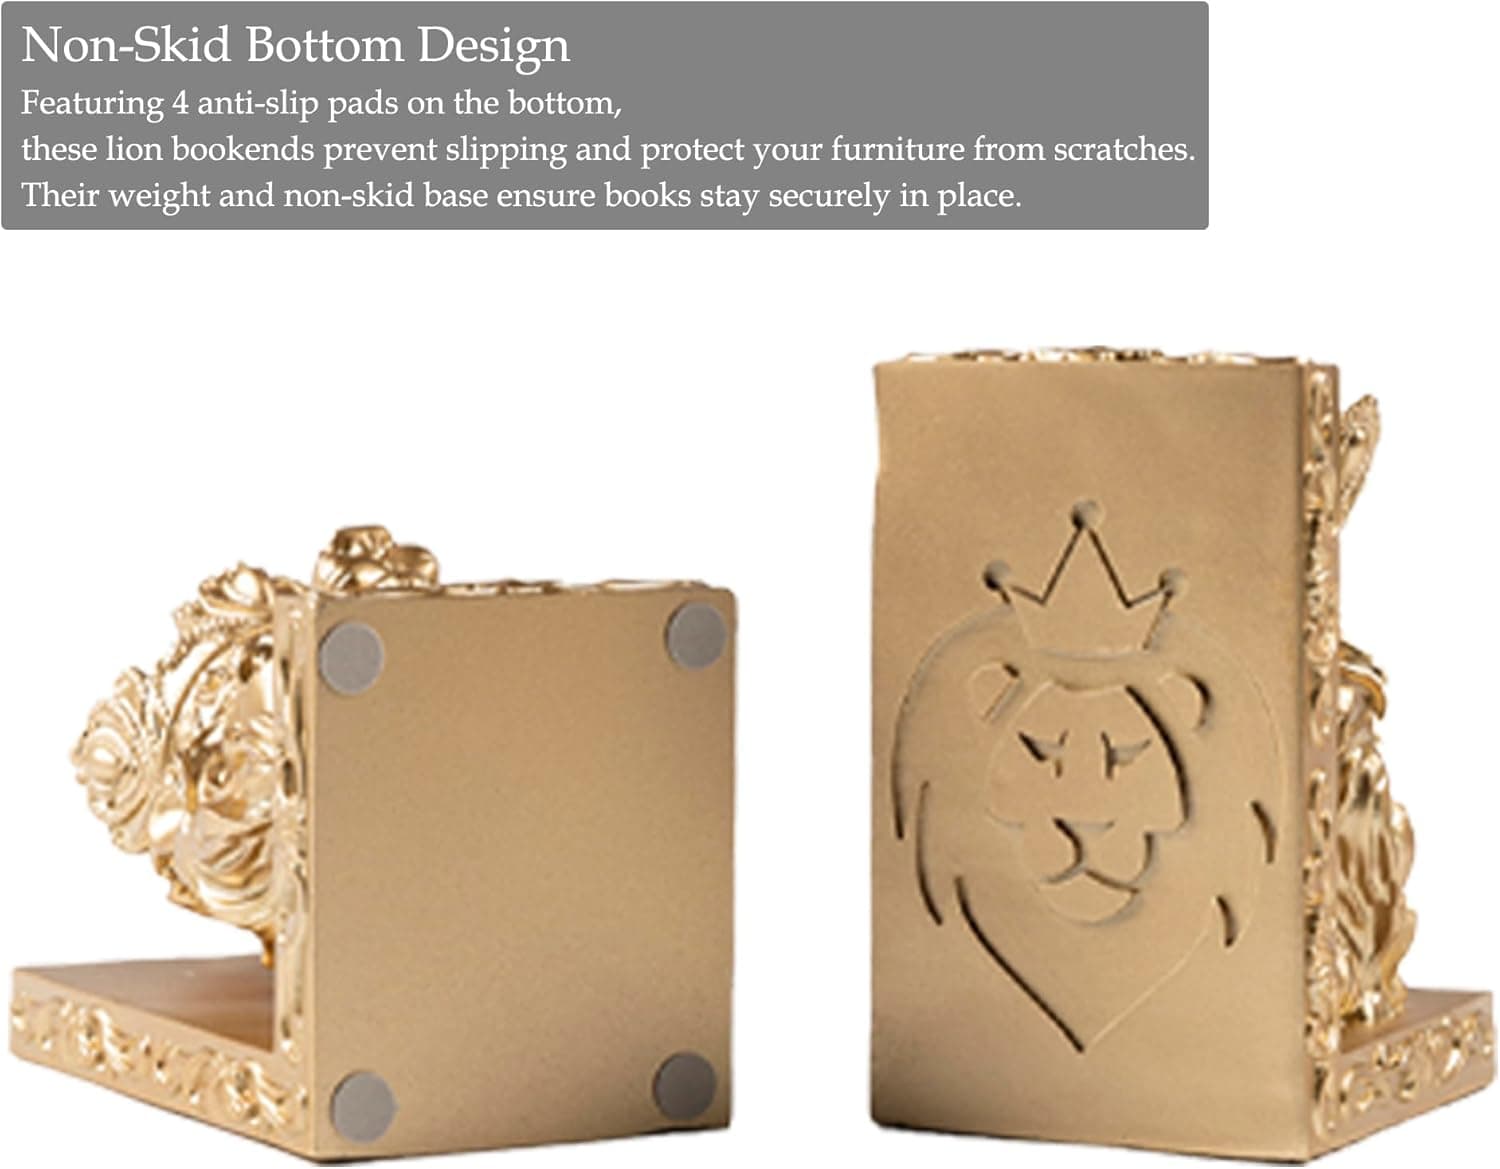 Non-Skid Bottom Design
Featuring 4 anti-slip pads on the bottom,
these lion bookends prevent slipping and protect your furniture from scratches.
Their weight and non-skid base ensure books stay securely in place.